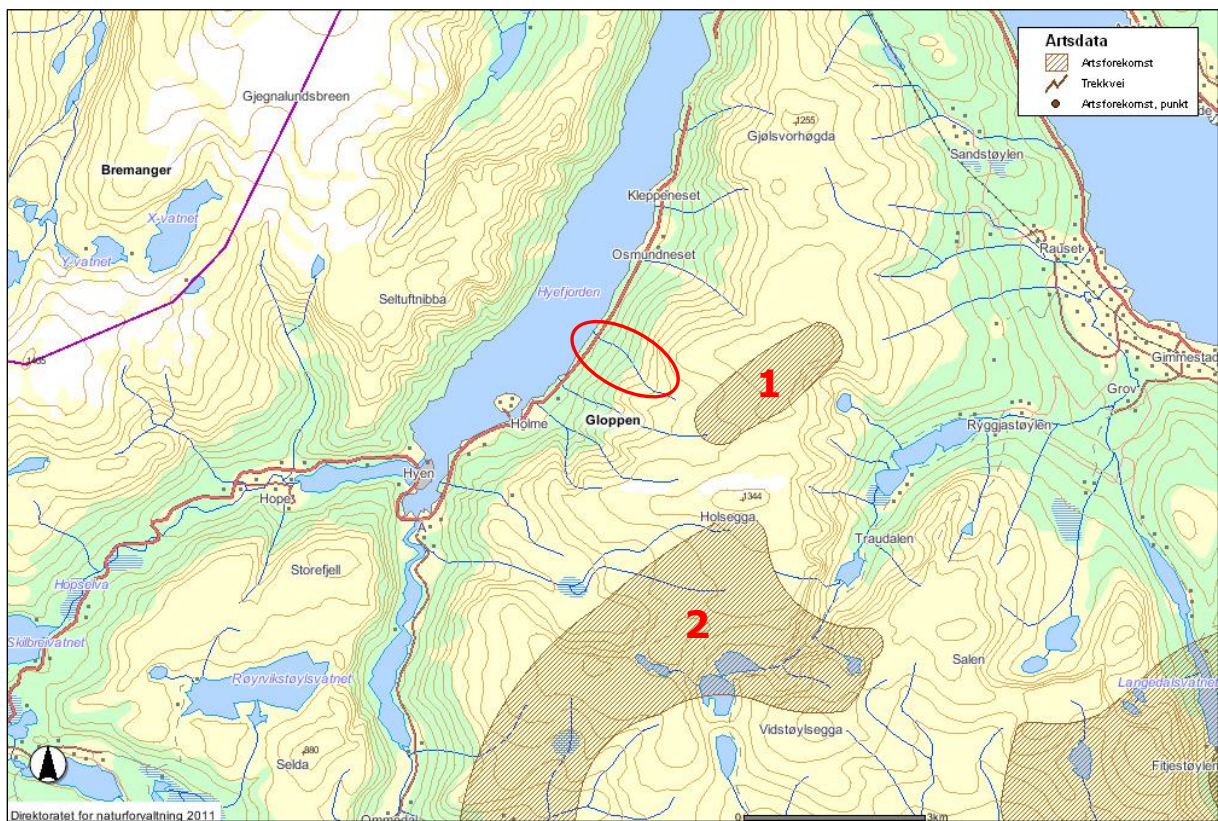 Artsdata
Artsforekomst
Trekkvei
Artsforekomst, punkt
Gjegnalundsbreen
1255
Gjølsvorhøgda
Sandstøylen
Bremanger
Kleppeneset
X-vatnet
Osmundneset
Rauset
Y-vatnet
Seltuftnibba
Hyefjorden
Gimmestad
1
Grov
Holme
Gloppen
Ryggjastøylen
Hyen
Hope
1344
Holsegga
A
Traudalen
Storefjell
Hopselva
2
Skilbreivatnet
Salen
Røyrvikstøylsvatnet
Langedalsvatnet
Vidstøylsegga
880
Selda
Fitjestøylen
Direktoratet for naturforvaltning 2011
Ommedal
0
3km